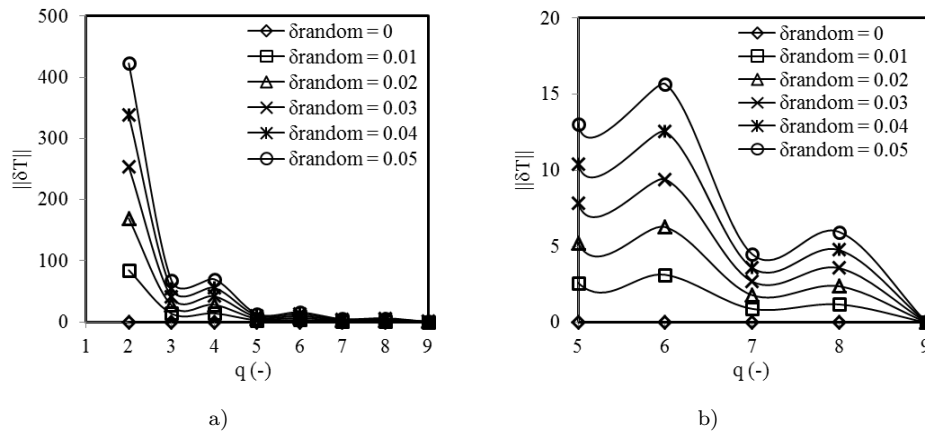 500
400
300
200
100
0
||δT||
1 2 3 4 5 6 7 8 9
q (-)
δrandom = 0
δrandom = 0.01
δrandom = 0.02
δrandom = 0.03
δrandom = 0.04
δrandom = 0.05
a)
20
15
10
5
0
||δT||
5 6 7 8 9
q (-)
δrandom = 0
δrandom = 0.01
δrandom = 0.02
δrandom = 0.03
δrandom = 0.04
δrandom = 0.05
b)